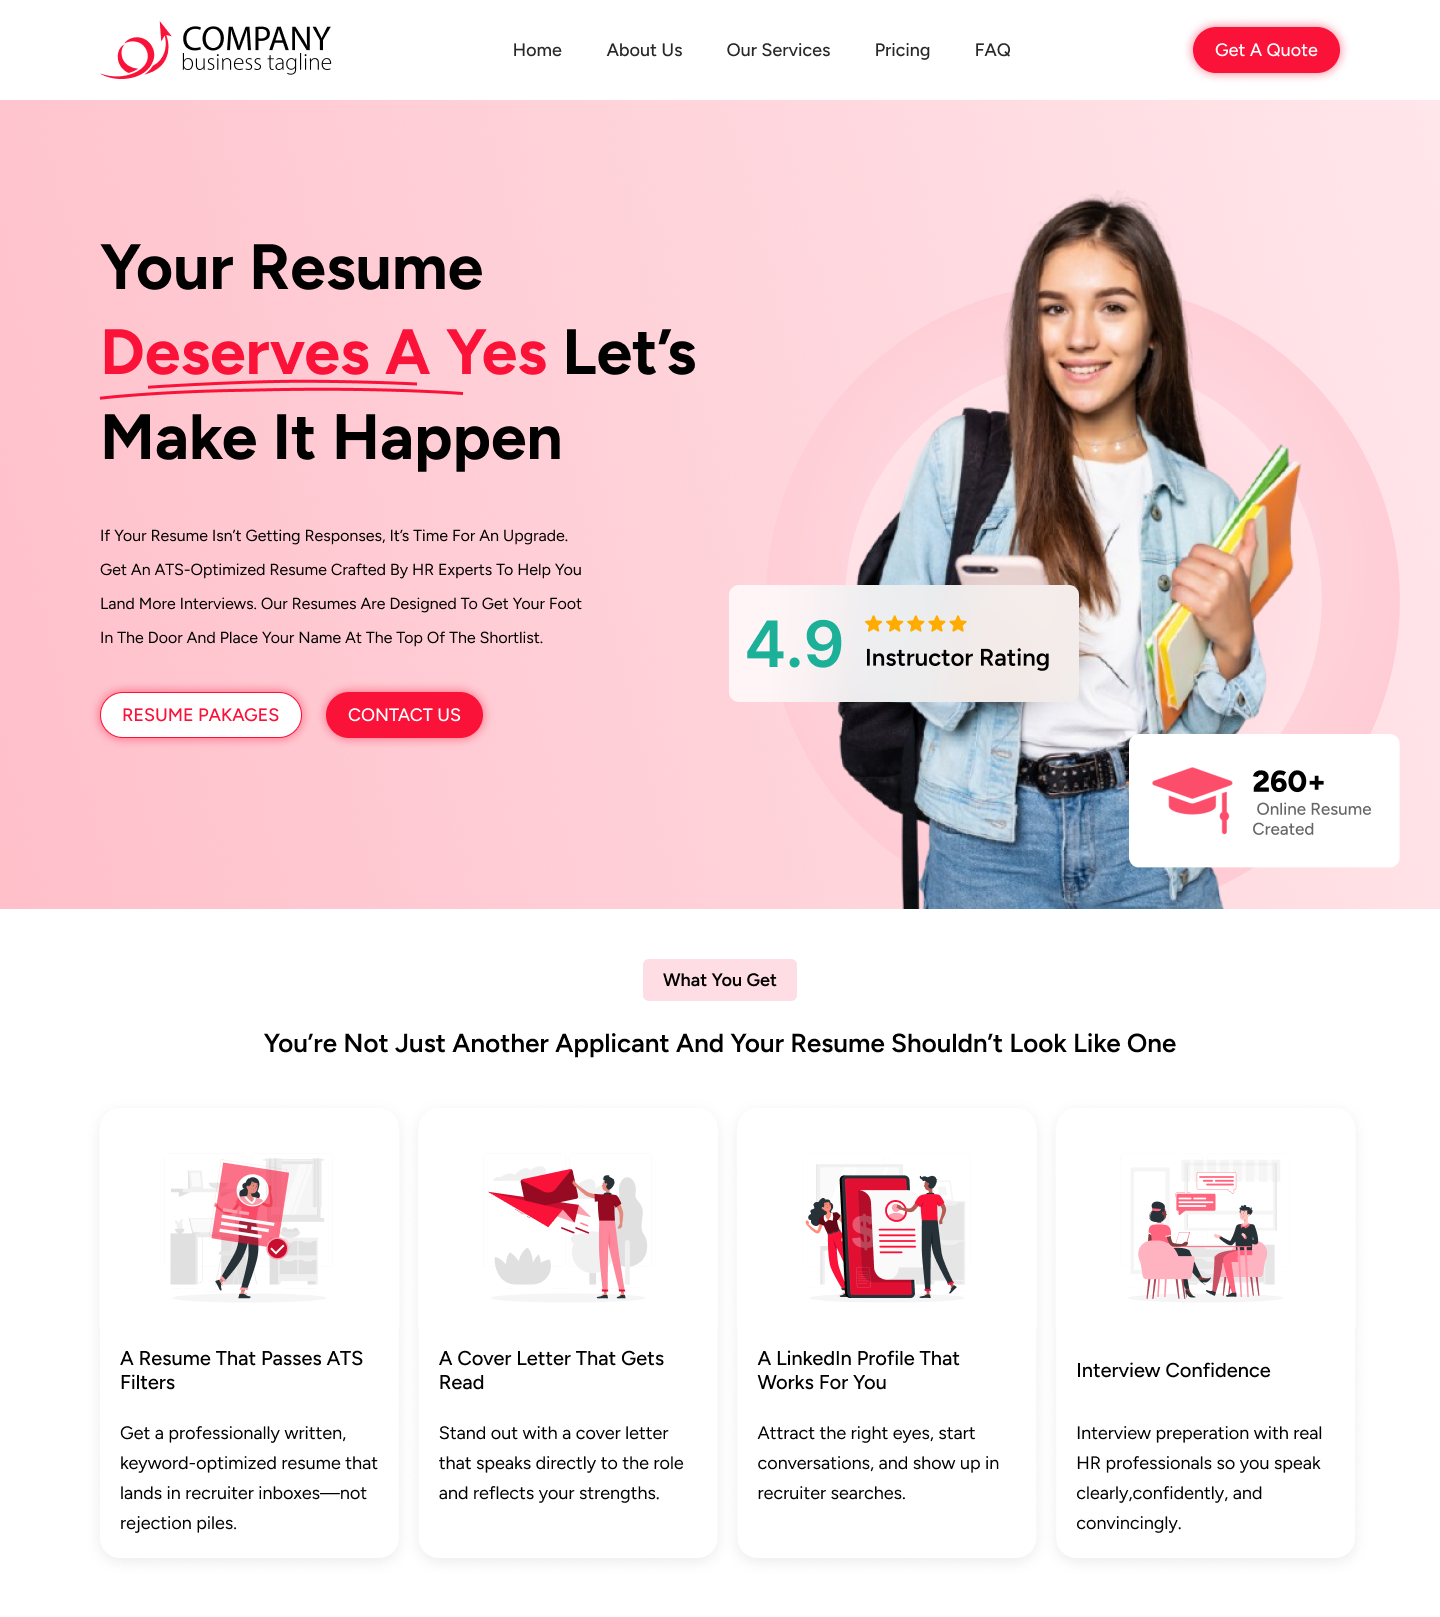 COMPANY
business tagline
Home
About Us
Our Services
Pricing
FAQ
Get A Quote
Your Resume
Deserves A Yes Let’s
Make It Happen
If Your Resume Isn’t Getting Responses, It’s Time For An Upgrade.
Get An ATS-Optimized Resume Crafted By HR Experts To Help You
Land More Interviews. Our Resumes Are Designed To Get Your Foot
In The Door And Place Your Name At The Top Of The Shortlist.
RESUME PAKAGES
CONTACT US
4.9
Instructor Rating
260+
Online Resume
Created
What You Get
You’re Not Just Another Applicant And Your Resume Shouldn’t Look Like One
A Resume That Passes ATS
Filters
Get a professionally written,
keyword-optimized resume that
lands in recruiter inboxes—not
rejection piles.
A Cover Letter That Gets
Read
Stand out with a cover letter
that speaks directly to the role
and reflects your strengths.
$
A LinkedIn Profile That
Works For You
Attract the right eyes, start
conversations, and show up in
recruiter searches.
Interview Confidence
Interview preperation with real
HR professionals so you speak
clearly,confidently, and
convincingly.